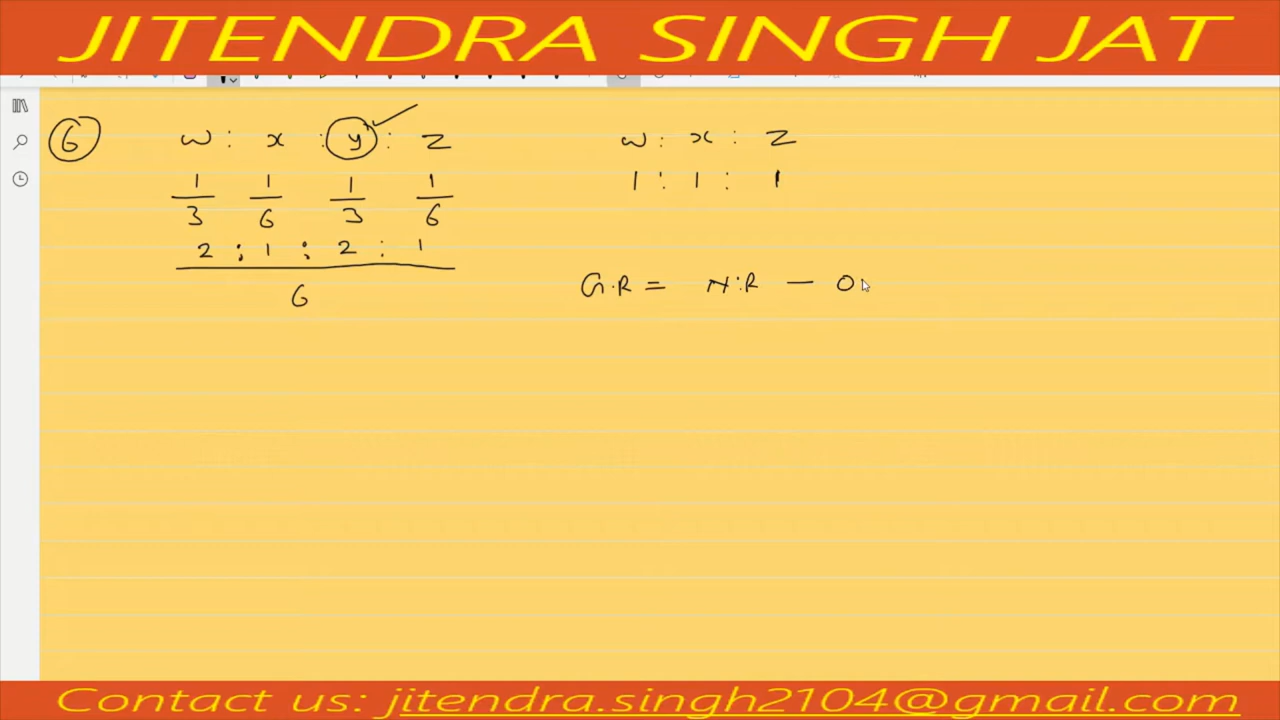 JITENDRA SINGH JAT
6 w : x : y : z
1/3 1/6 1/3 1/6
2 : 1 : 2 : 1
6
w : x : z
1 : 1 : 1
G.R = N.R — O
Contact us: jitendra.singh2104@gmail.com